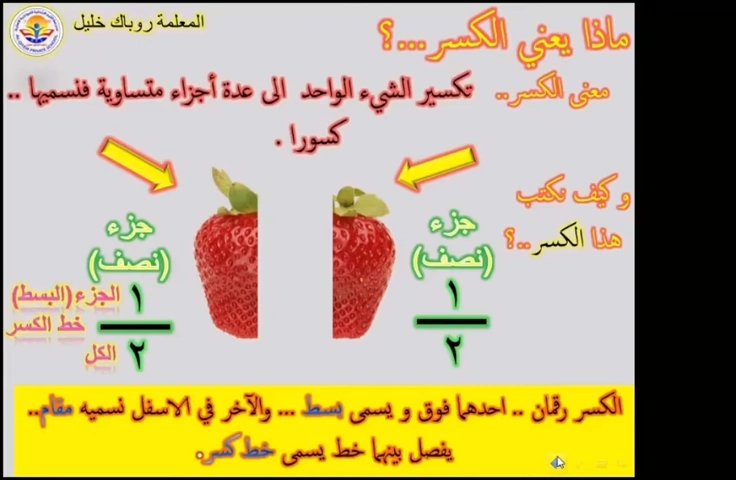 المعلمة روباك خليل
ماذا يعني الكسر...؟
معنى الكسر.. تكسير الشيء الواحد الى عدة أجزاء متساوية فنسميها ..
كسورا .
و كيف نكتب
هذا الكسر..؟
جزء
(نصف)
١
٢
جزء
(نصف)
١
٢
الجزء (البسط)
خط الكسر
الكل
الكسر رقمان .. احدهما فوق و يسمى بسط ... والآخر في الاسفل نسميه مقام..
يفصل بينهما خط يسمى خط كسر.